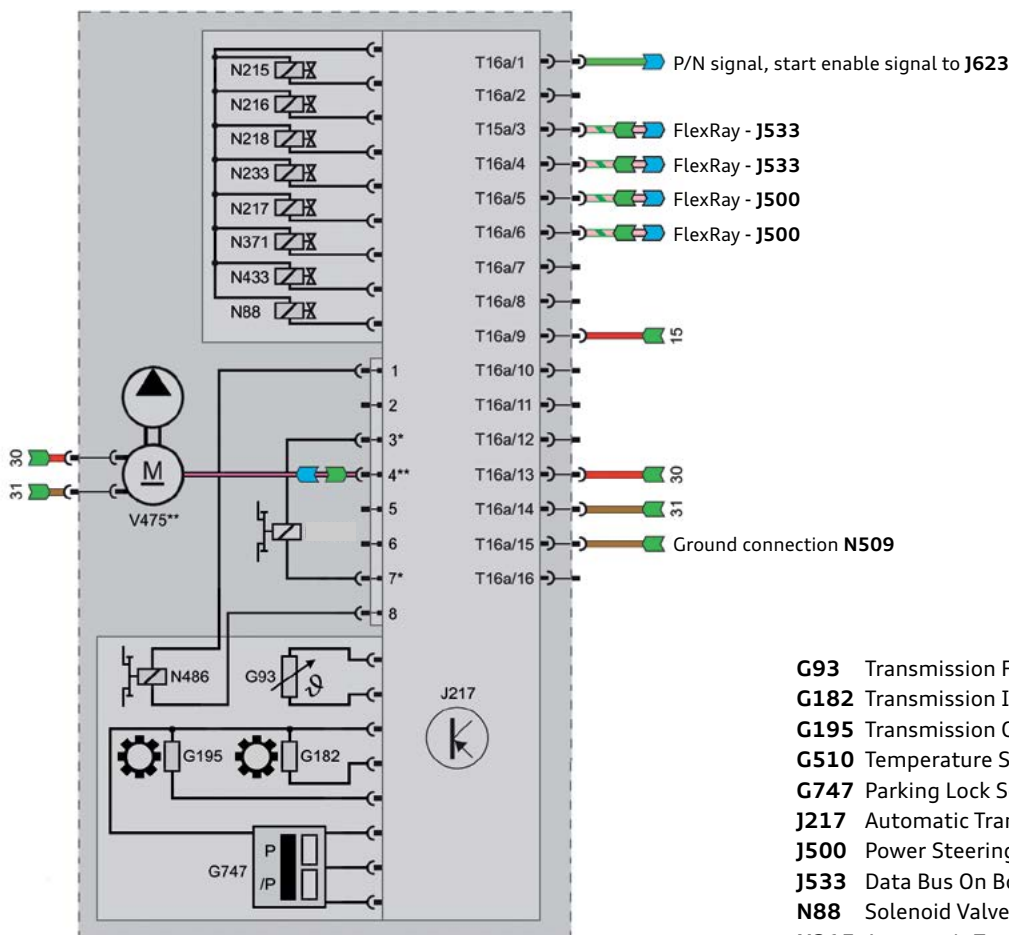 N215
N216
N218
N233
N217
N371
N433
N88
T16a/1
T16a/2
T15a/3
T16a/4
T16a/5
T16a/6
T16a/7
T16a/8
T16a/9
T16a/10
T16a/11
T16a/12
T16a/13
T16a/14
T16a/15
T16a/16
P/N signal, start enable signal to J623
FlexRay - J533
FlexRay - J533
FlexRay - J500
FlexRay - J500
15
30
31
Ground connection N509
1
2
3*
4**
5
6
7*
8
30
31
M
V475**
N486
G93
ϑ
J217
G195
G182
G747
P
/P
G93 Transmission
G182 Transmission
G195 Transmission
G510 Temperature
G747 Parking Lock
J217 Automatic
J500 Power Steering
J533 Data Bus On
N88 Solenoid Valve